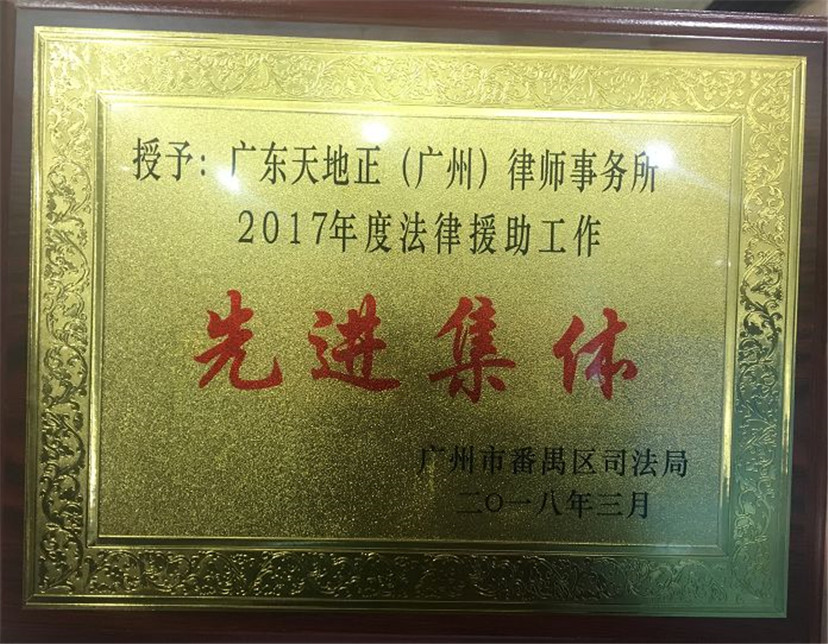 授予：广东天地正（广州）律师事务所
2017年度法律援助工作
先进集体
广州市番禺区司法局
二〇一八年三月